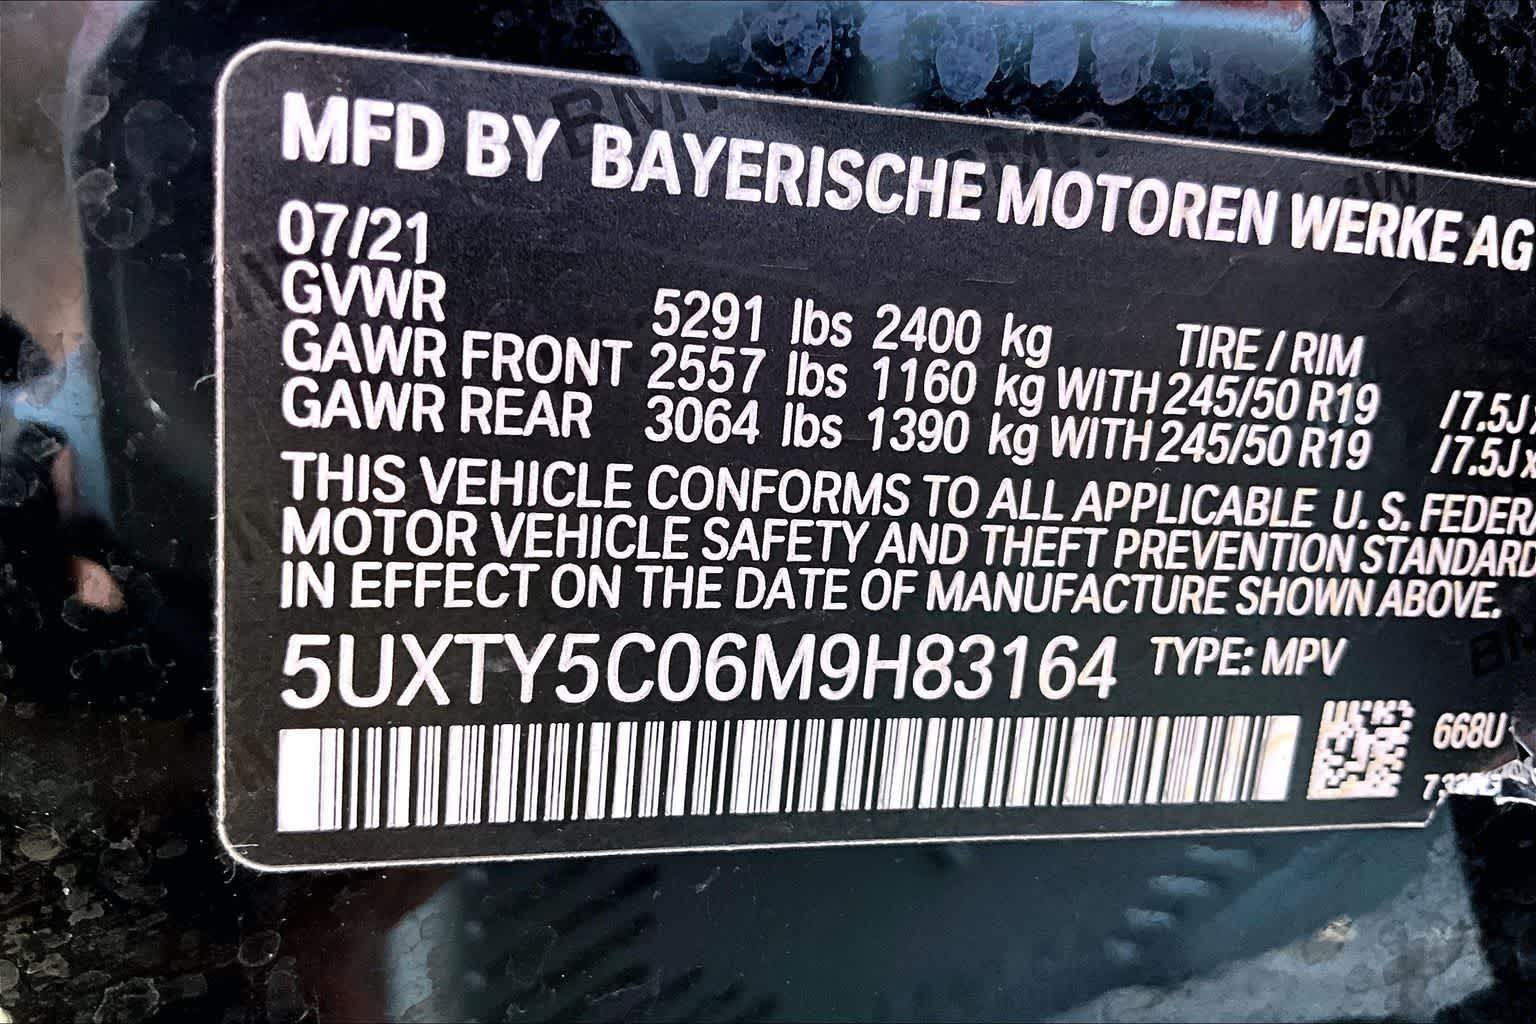 MFD BY BAYERISCHE MOTOREN WERKE AG
07/21
GVWR 5291 lbs 2400 kg TIRE / RIM
GAWR FRONT 2557 lbs 1160 kg WITH 245/50 R19 /7.5J
GAWR REAR 3064 lbs 1390 kg WITH 245/50 R19 /7.5J x
THIS VEHICLE CONFORMS TO ALL APPLICABLE U. S. FEDERA
MOTOR VEHICLE SAFETY AND THEFT PREVENTION STANDARD
IN EFFECT ON THE DATE OF MANUFACTURE SHOWN ABOVE.
5UXTY5C06M9H83164 TYPE: MPV
668U